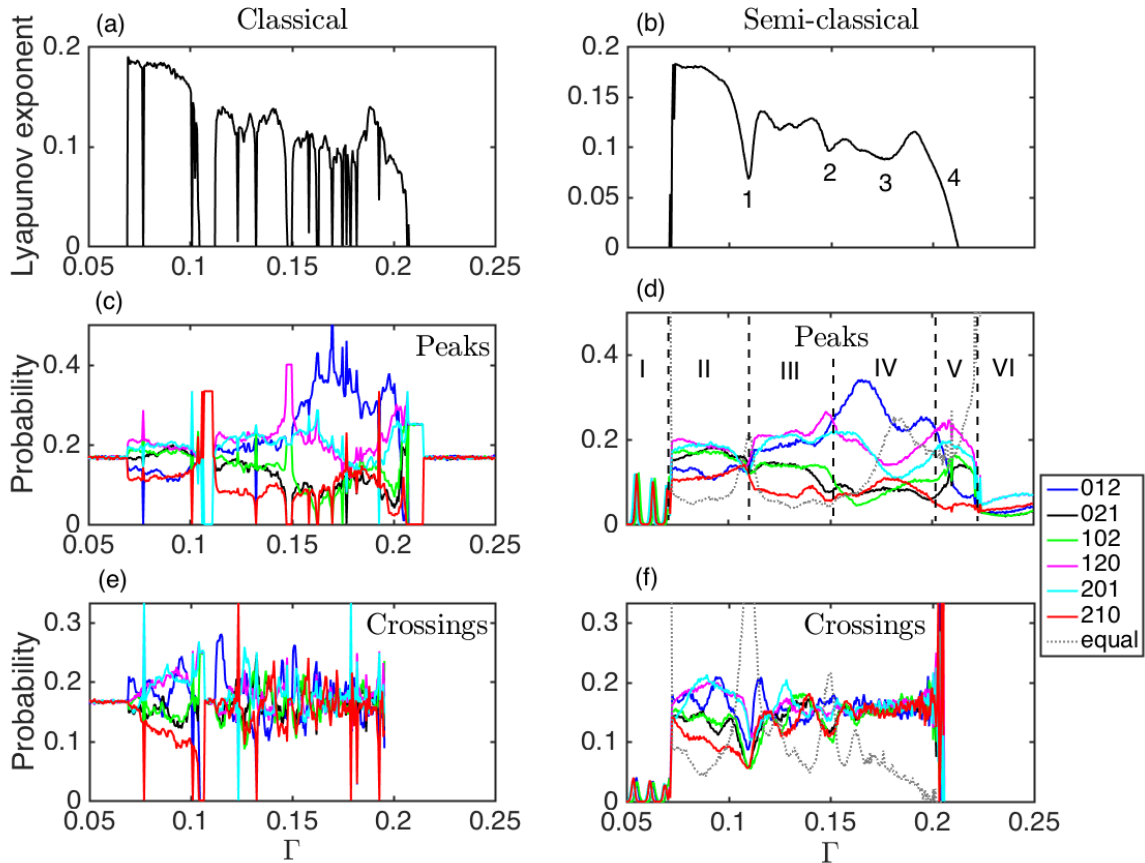 Classical
Semi-classical
(a)
Lyapunov exponent
0.2
0.1
0
0.05
0.1
0.15
0.2
0.25
(b)
0.2
0.15
0.1
0.05
0
1
2
3
4
0.05
0.1
0.15
0.2
0.25
(c)
Peaks
Probability
0.4
0.2
0
0.05
0.1
0.15
0.2
0.25
(d)
Peaks
I
II
III
IV
V
VI
0.4
0.2
0
0.05
0.1
0.15
0.2
0.25
(e)
Crossings
Probability
0.3
0.2
0.1
0
0.05
0.1
0.15
0.2
0.25
Γ
(f)
Crossings
0.3
0.2
0.1
0
0.05
0.1
0.15
0.2
0.25
Γ
012
021
102
120
201
210
equal